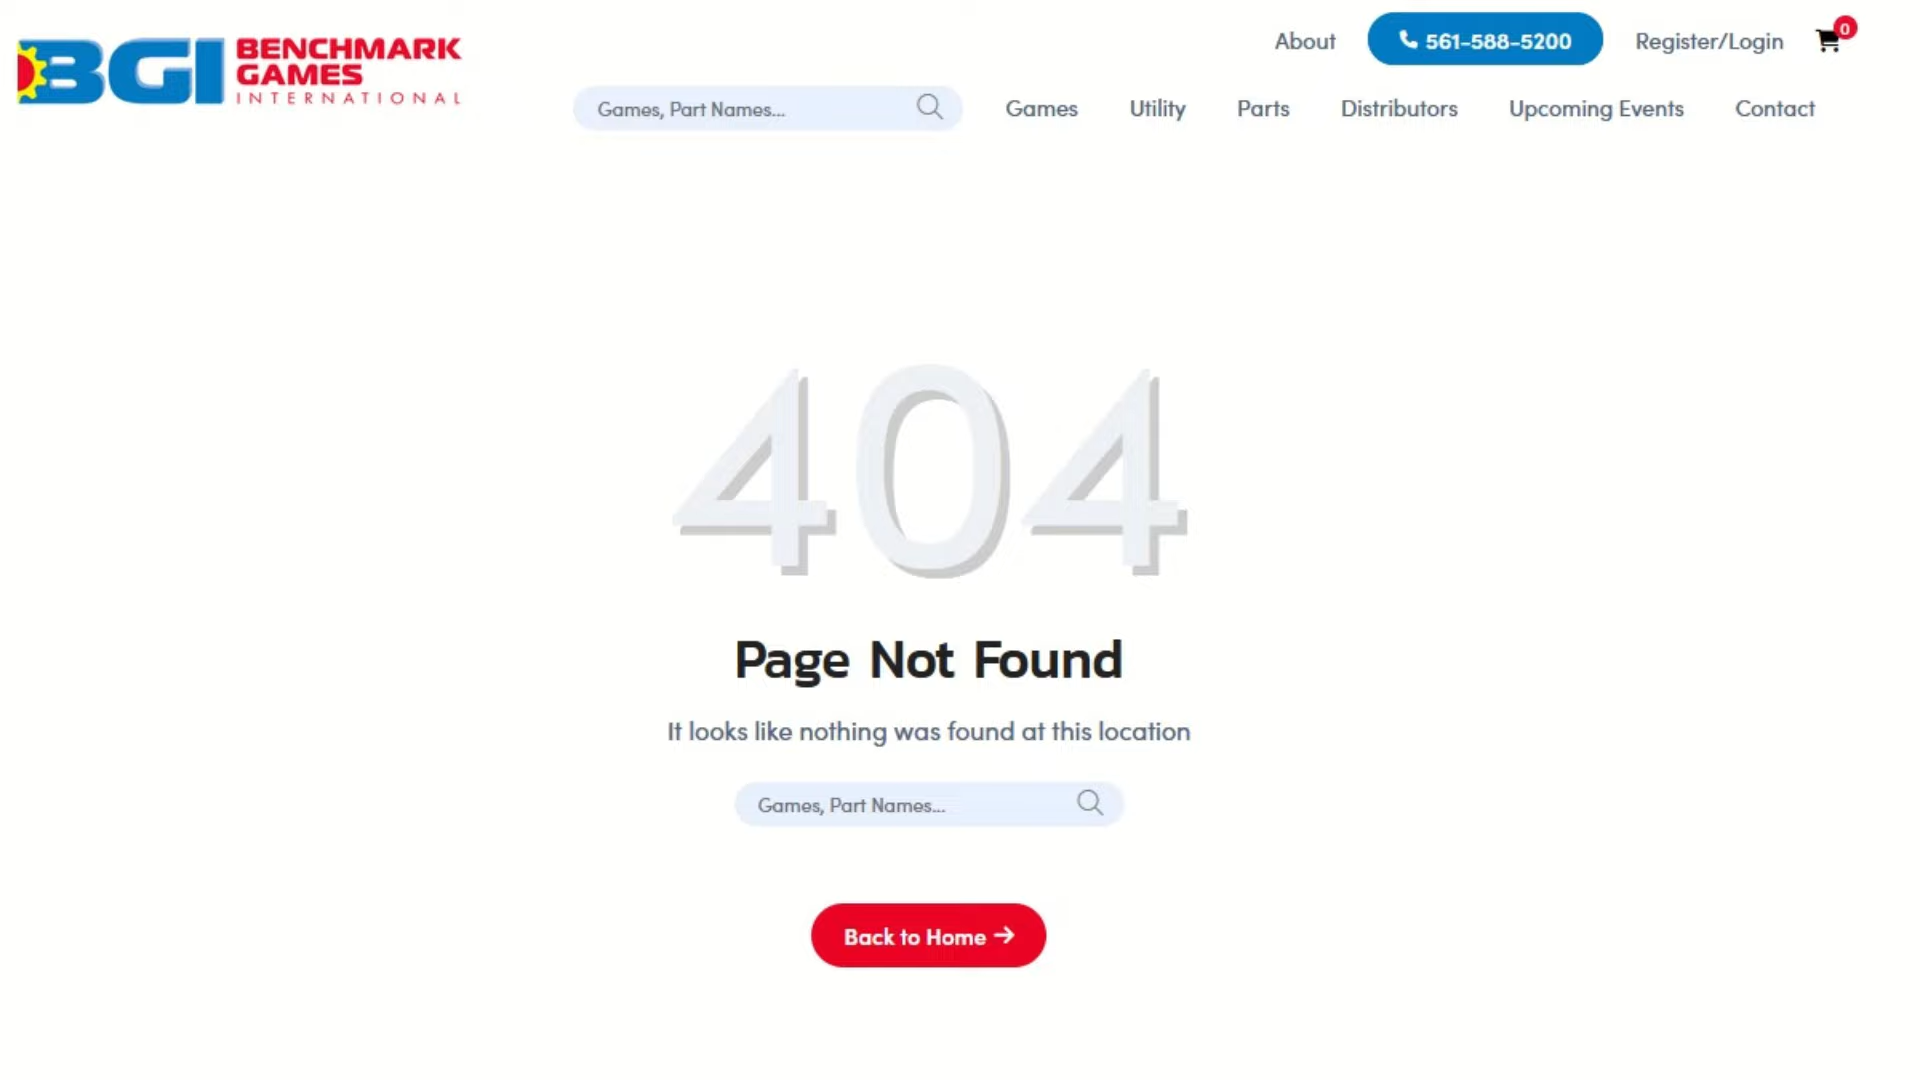 BGI BENCHMARK
GAMES
INTERNATIONAL
About
561-588-5200
Register/Login
0
Games, Part Names...
Games
Utility
Parts
Distributors
Upcoming Events
Contact
404
Page Not Found
It looks like nothing was found at this location
Games, Part Names...
Back to Home